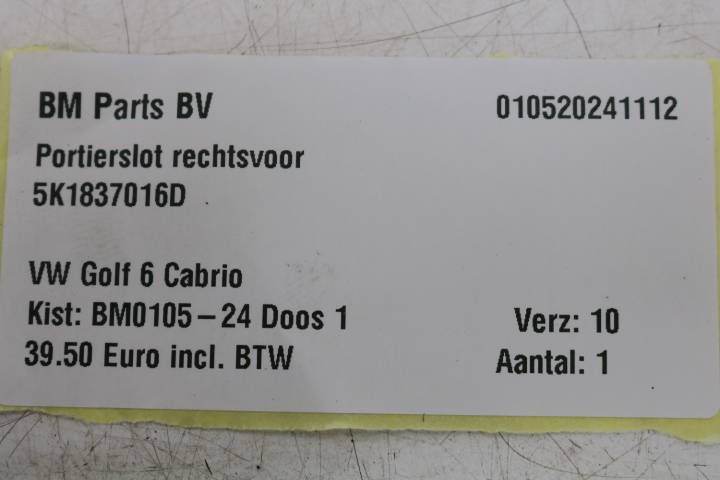 BM Parts BV 010520241112
Portierslot rechtsvoor
5K1837016D
VW Golf 6 Cabrio
Kist: BM0105-24 Doos 1 Verz: 10
39.50 Euro incl. BTW Aantal: 1